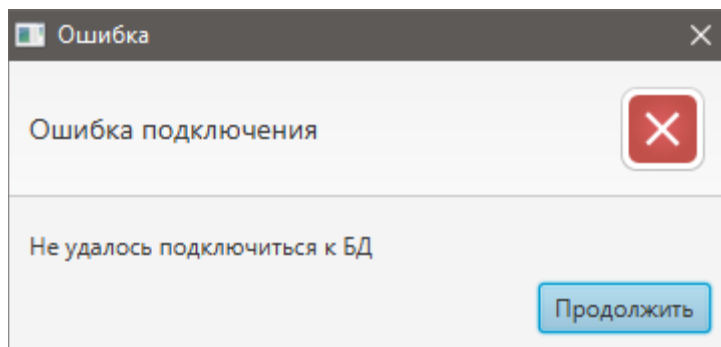 Ошибка
Ошибка подключения
Не удалось подключиться к БД
Продолжить